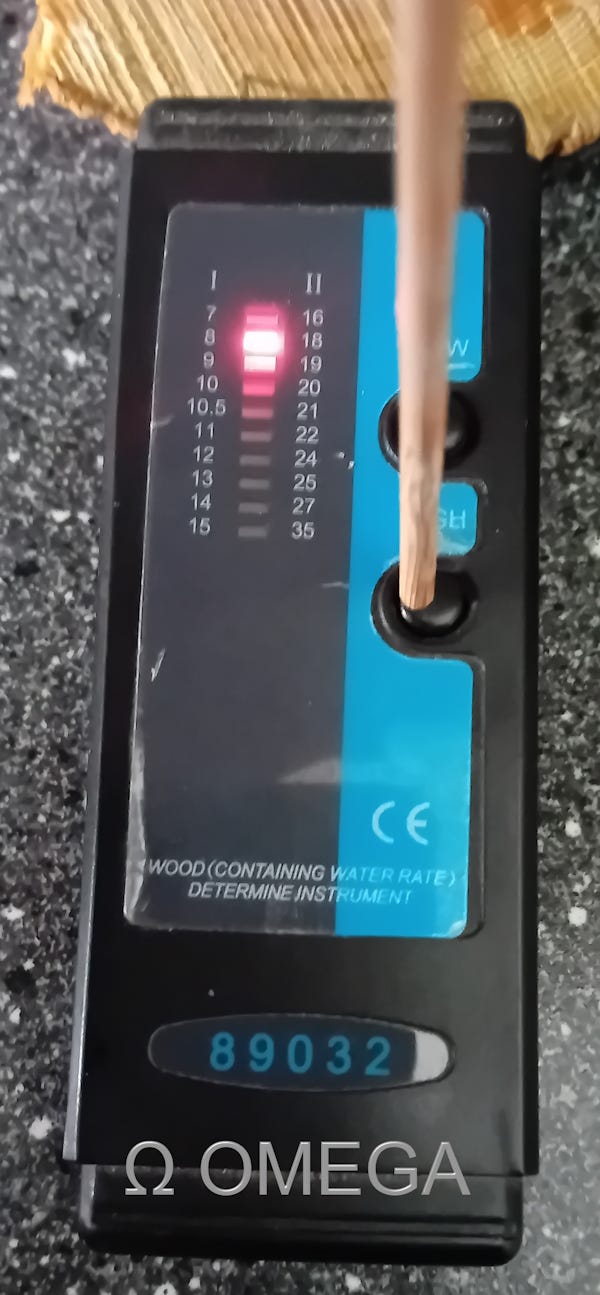 I II
7 16
8 18
9 19
10 20
10.5 21
11 22
12 24
13 25
14 27
15 35
W
GH
CE
WOOD(CONTAINING WATER RATE)
DETERMINE INSTRUMENT
89032
Ω OMEGA